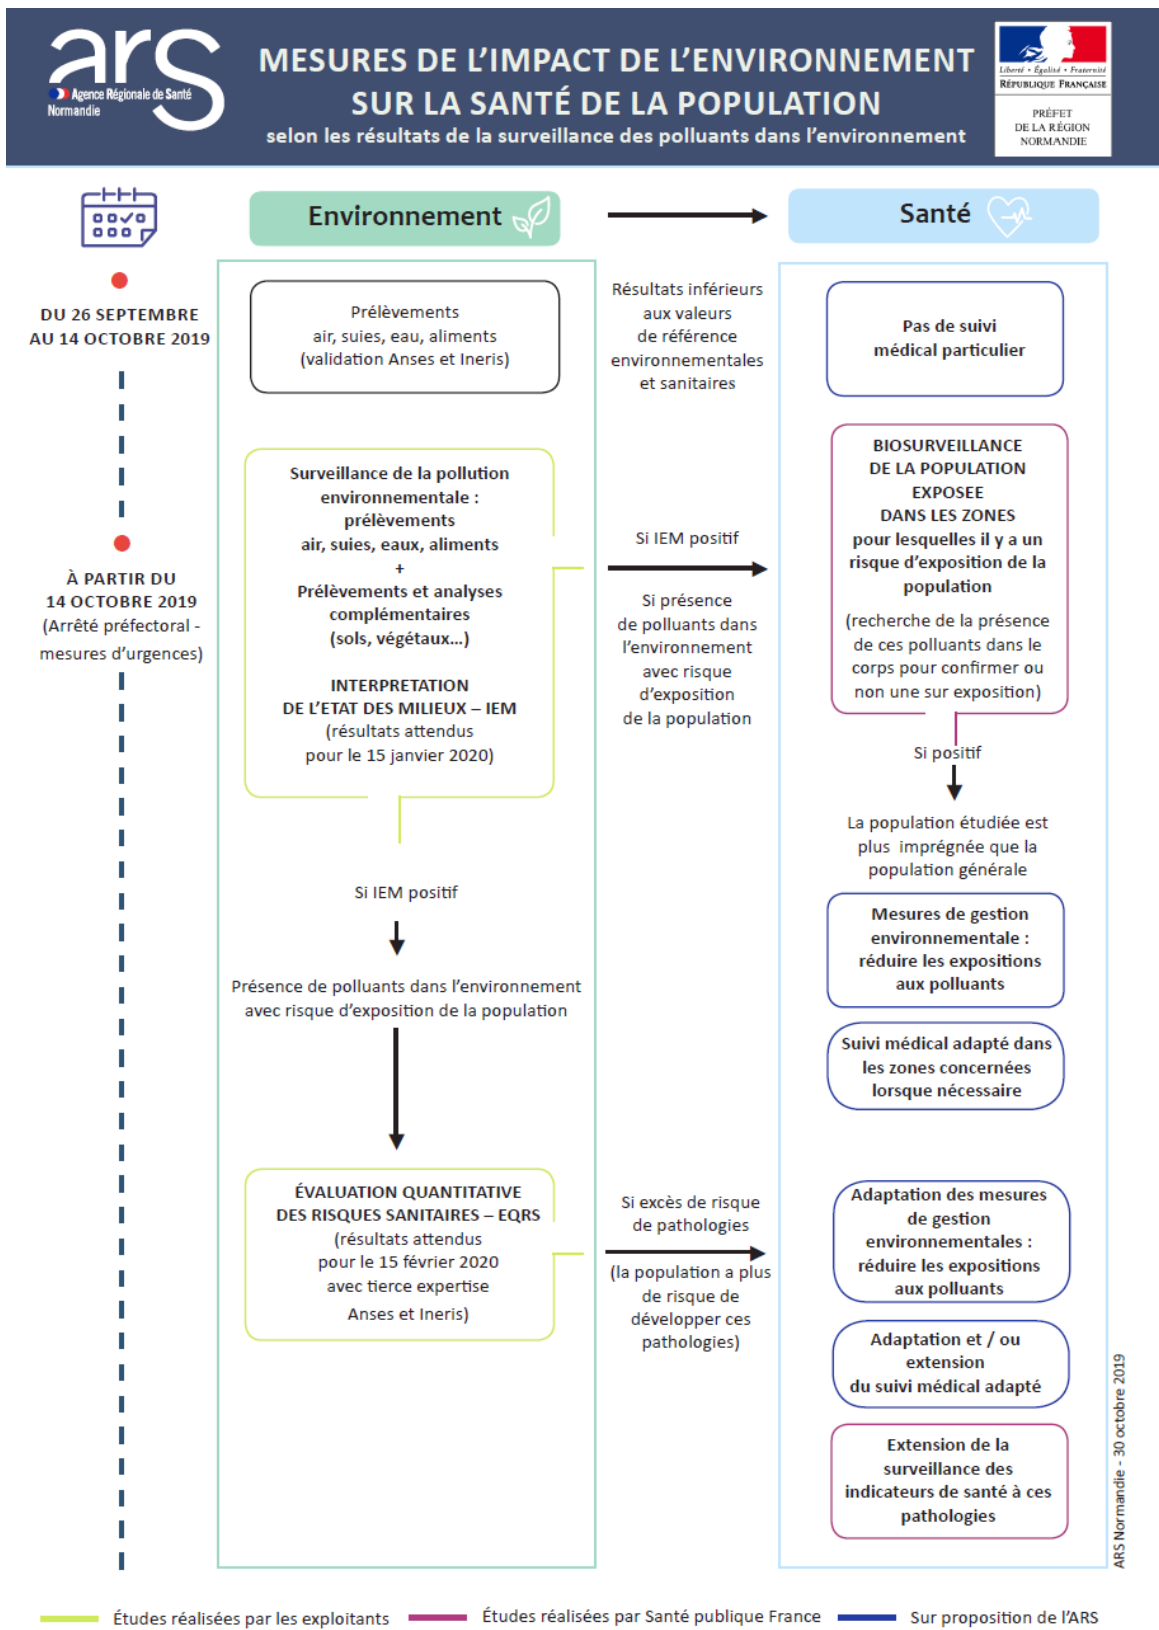 ars
Agence Régionale de Santé
Normandie
MESURES DE L'IMPACT DE L'ENVIRONNEMENT
SUR LA SANTÉ DE LA POPULATION
selon les résultats de la surveillance des polluants dans l'environnement
Liberté • Égalité • Fraternité
RÉPUBLIQUE FRANÇAISE
PRÉFET
DE LA RÉGION
NORMANDIE
Environnement
Santé
DU 26 SEPTEMBRE
AU 14 OCTOBRE 2019
Prélèvements
air, suies, eau, aliments
(validation Anses et Ineris)
Résultats inférieurs
aux valeurs
de référence
environnementales
et sanitaires
Pas de suivi
médical particulier
À PARTIR DU
14 OCTOBRE 2019
(Arrêté préfectoral -
mesures d'urgences)
Surveillance de la pollution
environnementale :
prélèvements
air, suies, eaux, aliments
+
Prélèvements et analyses
complémentaires
(sols, végétaux...)
INTERPRETATION
DE L'ETAT DES MILIEUX – IEM
(résultats attendus
pour le 15 janvier 2020)
Si IEM positif
Si présence
de polluants dans
l'environnement
avec risque
d'exposition
de la population
BIOSURVEILLANCE
DE LA POPULATION
EXPOSEE
DANS LES ZONES
pour lesquelles il y a un
risque d'exposition de la
population
(recherche de la présence
de ces polluants dans le
corps pour confirmer ou
non une sur exposition)
Si positif
La population étudiée est
plus imprégnée que la
population générale
Si IEM positif
Présence de polluants dans l'environnement
avec risque d'exposition de la population
Mesures de gestion
environnementale :
réduire les expositions
aux polluants
Suivi médical adapté dans
les zones concernées
lorsque nécessaire
ÉVALUATION QUANTITATIVE
DES RISQUES SANITAIRES – EQRS
(résultats attendus
pour le 15 février 2020
avec tierce expertise
Anses et Ineris)
Si excès de risque
de pathologies
(la population a plus
de risque de
développer ces
pathologies)
Adaptation des mesures
de gestion
environnementales :
réduire les expositions
aux polluants
Adaptation et / ou
extension
du suivi médical adapté
Extension de la
surveillance des
indicateurs de santé à ces
pathologies
ARS Normandie - 30 octobre 2019
Études réalisées par les exploitants
Études réalisées par Santé publique France
Sur proposition de l'ARS